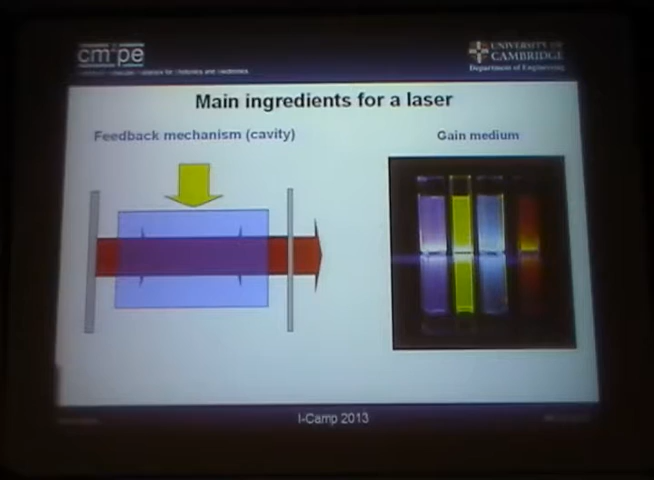 cm*pe
UNIVERSITY OF
CAMBRIDGE
Department of Engineering
Main ingredients for a laser
Feedback mechanism (cavity)
Gain medium
I-Camp 2013